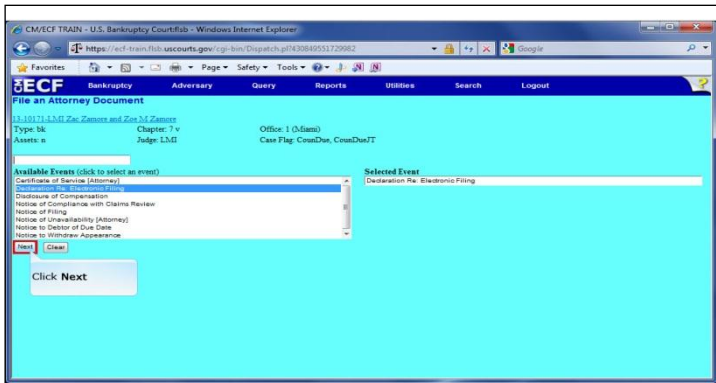 CM/ECF TRAIN - U.S. Bankruptcy Court:flsb - Windows Internet Explorer
https://ecf-train.flsb.uscourts.gov/cgi-bin/Dispatch.pl?430849551729982
Google
Favorites Page Safety Tools
ECF Bankruptcy Adversary Query Reports Utilities Search Logout ?
File an Attorney Document
13-10171-LMI Zac Zamore and Zoe M Zamore
Type: bk Chapter: 7 v Office: 1 (Miami)
Assets: n Judge: LMI Case Flag: CounDue, CounDueJT
Available Events (click to select an event) Selected Event
Certificate of Service [Attorney] Declaration Re: Electronic Filing
Declaration Re: Electronic Filing
Disclosure of Compensation
Notice of Compliance with Claims Review
Notice of Filing
Notice of Unavailability [Attorney]
Notice to Debtor of Due Date
Notice to Withdraw Appearance
Next Clear
Click Next